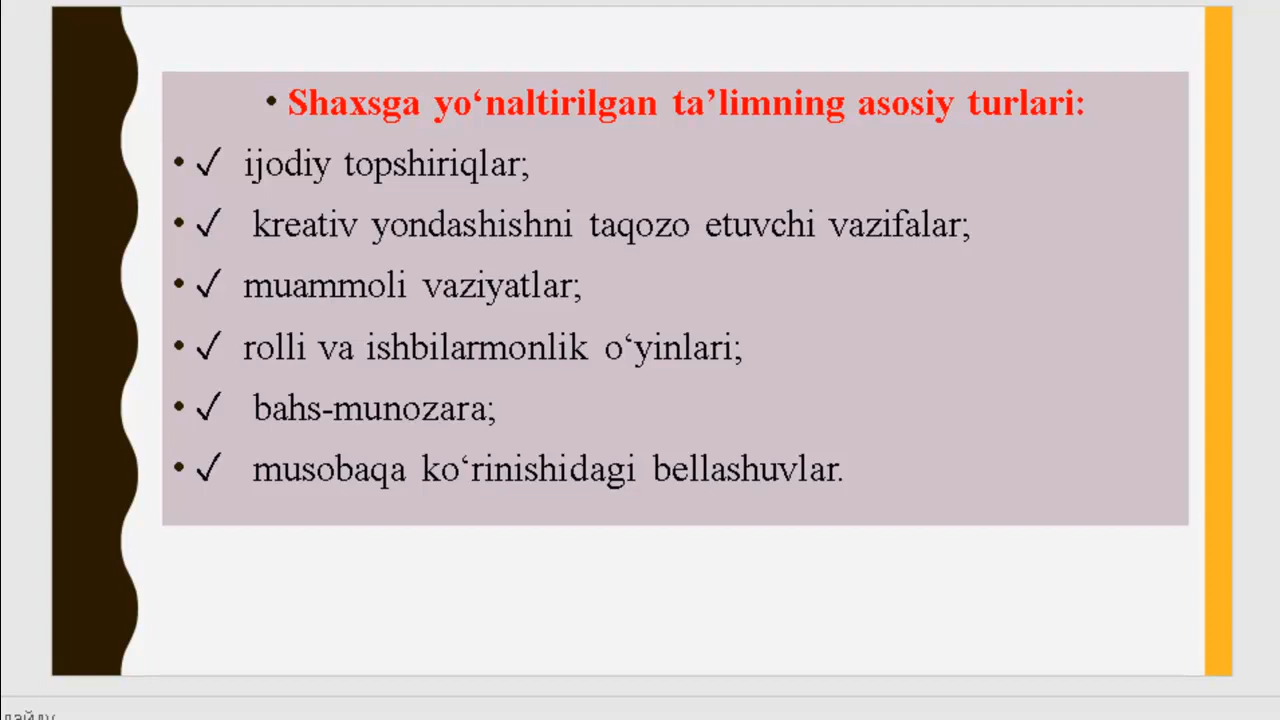 • Shaxsga yo‘naltirilgan ta’limning asosiy turlari:
• ✓ ijodiy topshiriqlar;
• ✓ kreativ yondashishni taqozo etuvchi vazifalar;
• ✓ muammoli vaziyatlar;
• ✓ rolli va ishbilarmonlik o‘yinlari;
• ✓ bahs-munozara;
• ✓ musobaqa ko‘rinishidagi bellashuvlar.